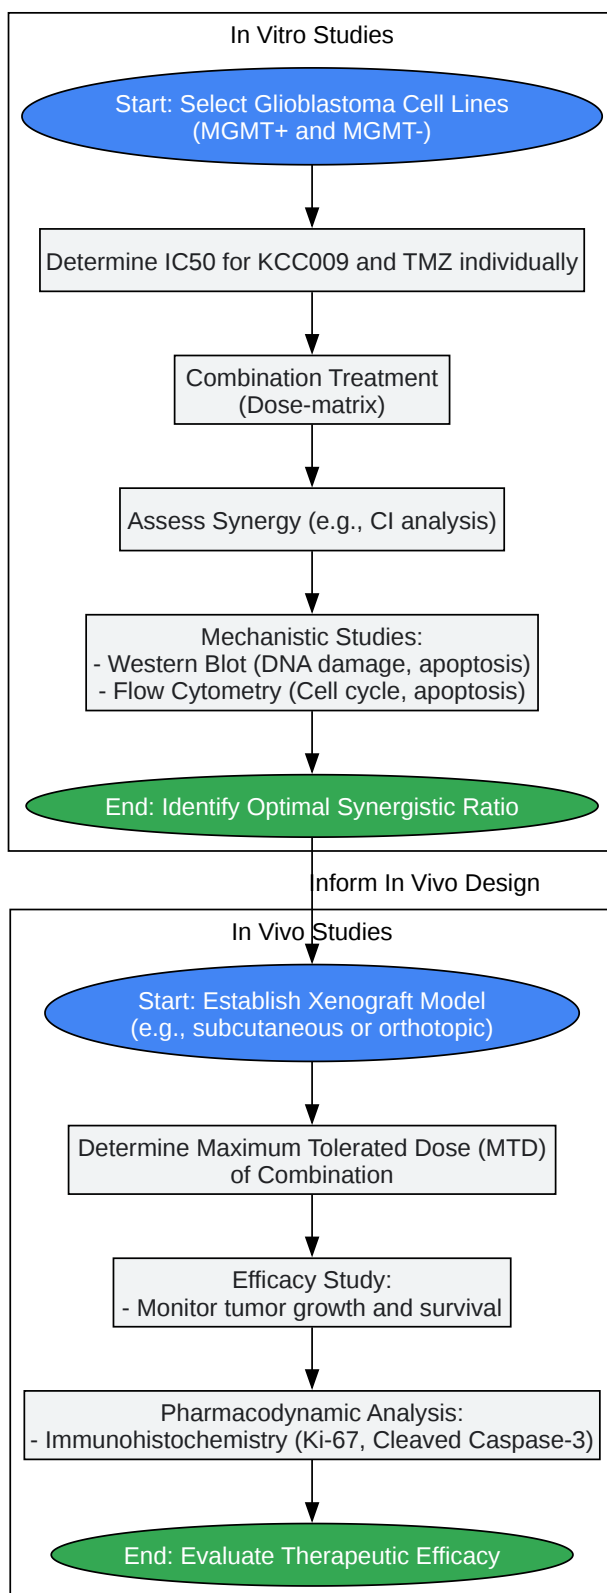 In Vitro Studies
Start: Select Glioblastoma Cell Lines
(MGMT+ and MGMT-)
Determine IC50 for KCC009 and TMZ individually
Combination Treatment
(Dose-matrix)
Assess Synergy (e.g., CI analysis)
Mechanistic Studies:
- Western Blot (DNA damage, apoptosis)
- Flow Cytometry (Cell cycle, apoptosis)
End: Identify Optimal Synergistic Ratio
Inform In Vivo Design
In Vivo Studies
Start: Establish Xenograft Model
(e.g., subcutaneous or orthotopic)
Determine Maximum Tolerated Dose (MTD)
of Combination
Efficacy Study:
- Monitor tumor growth and survival
Pharmacodynamic Analysis:
- Immunohistochemistry (Ki-67, Cleaved Caspase-3)
End: Evaluate Therapeutic Efficacy